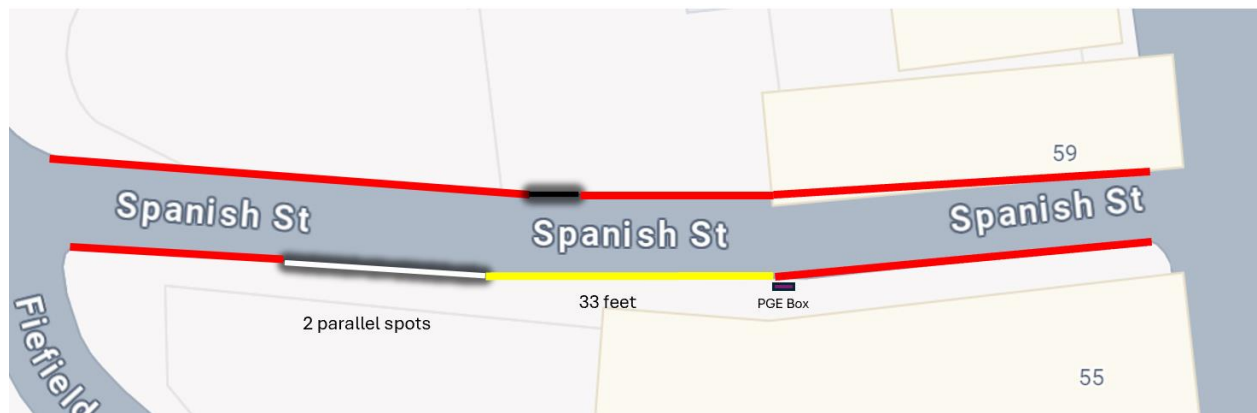 59
Spanish St
Spanish St
Spanish St
33 feet
PGE Box
2 parallel spots
Fiefield
55